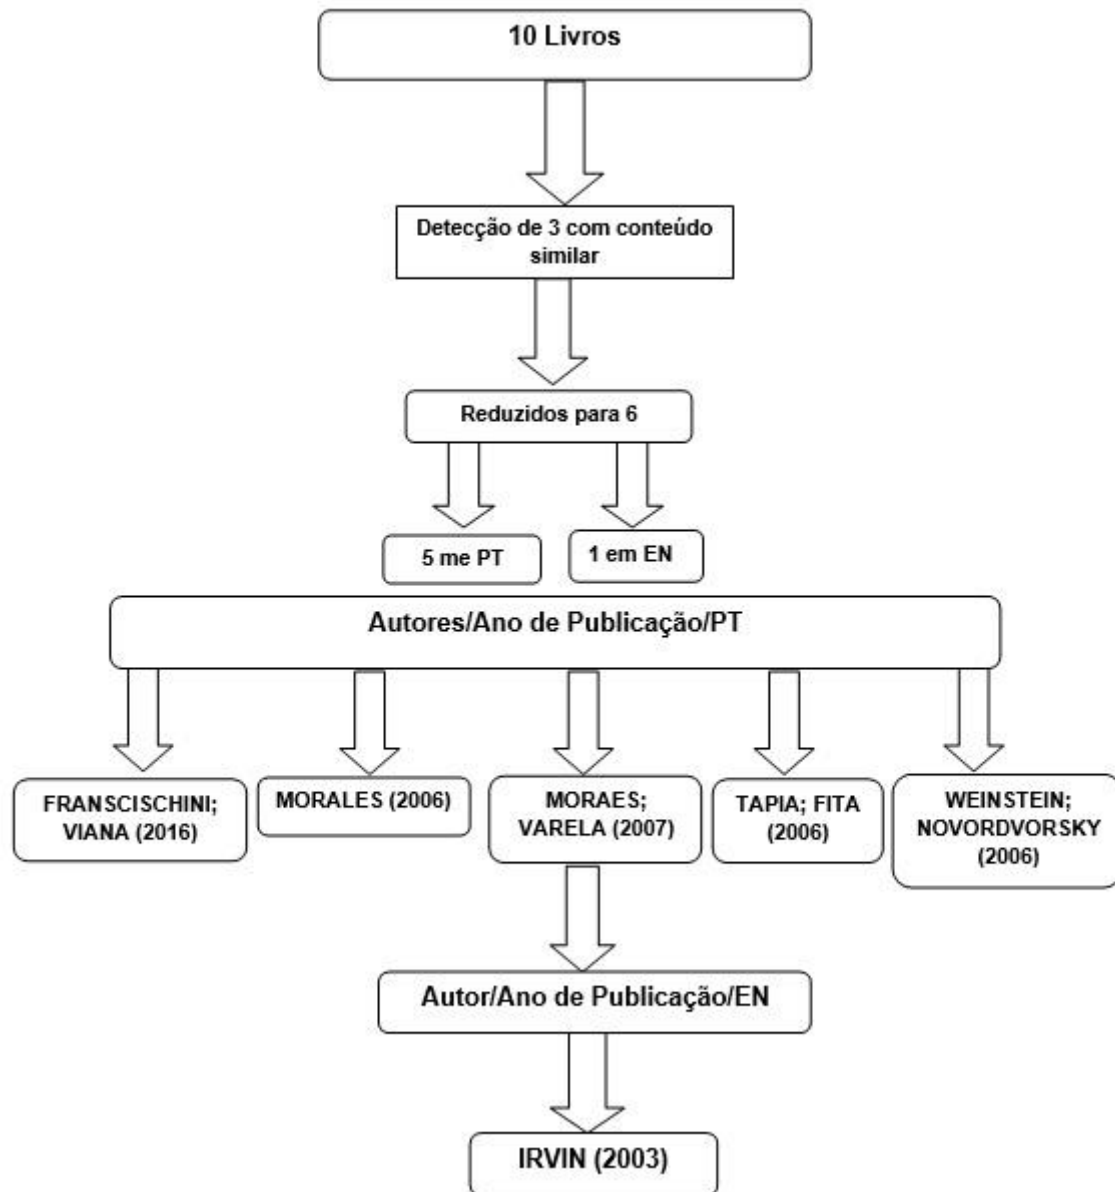 10 Livros
Detecção de 3 com conteúdo
similar
Reduzidos para 6
5 me PT
1 em EN
Autores/Ano de Publicação/PT
FRANSCISCHINI;
VIANA (2016)
MORALES (2006)
MORAES;
VARELA (2007)
TAPIA; FITA
(2006)
WEINSTEIN;
NOVORDVORSKY
(2006)
Autor/Ano de Publicação/EN
IRVIN (2003)